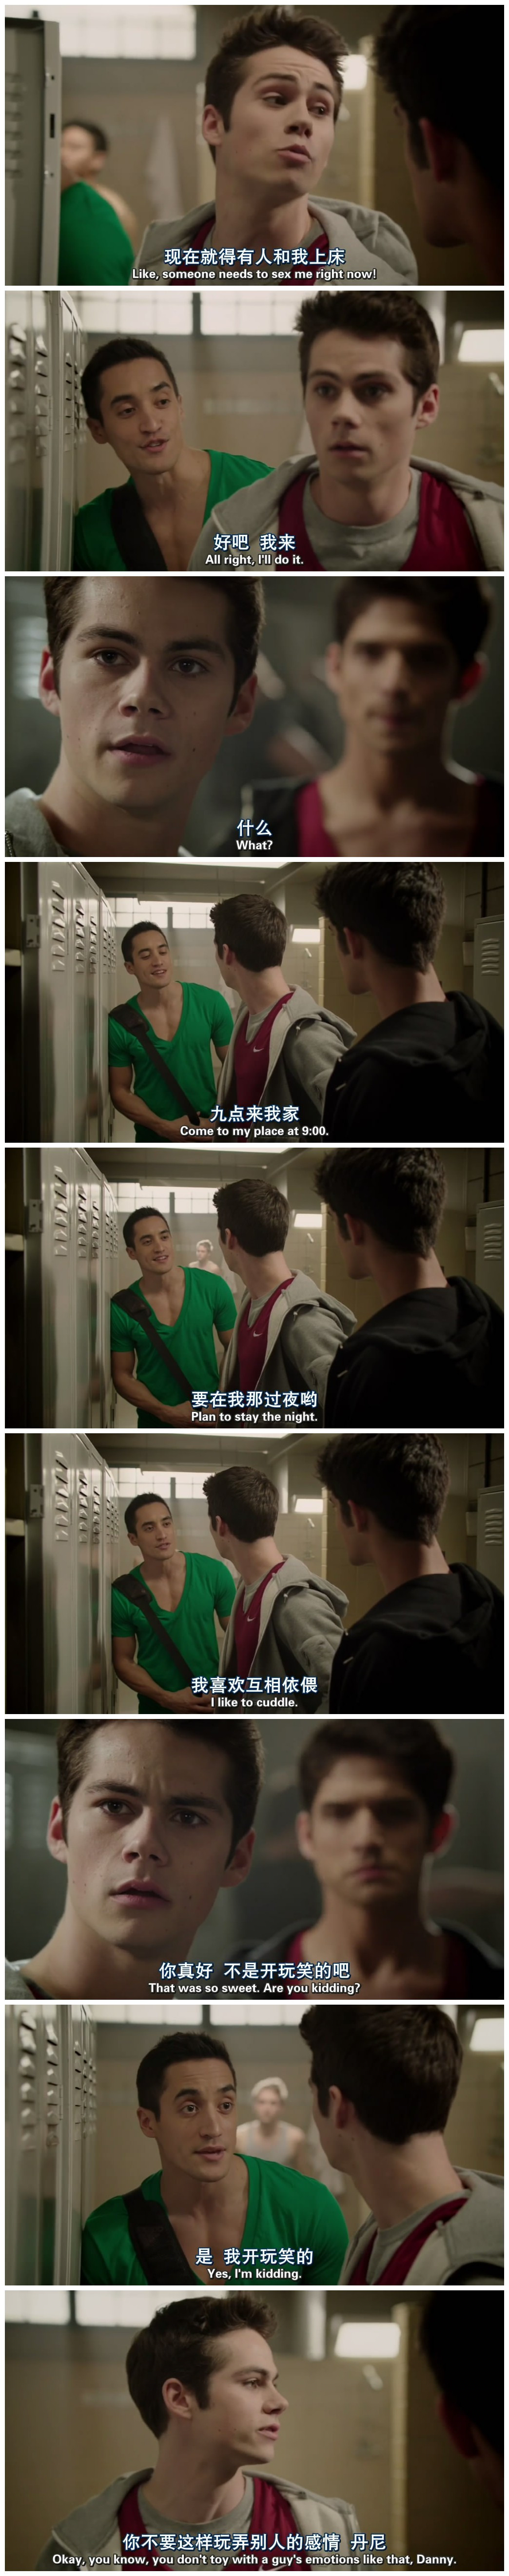 现在就得有人和我上床
Like, someone needs to sex me right now!
好吧 我来
All right, I'll do it.
什么
What?
九点来我家
Come to my place at 9:00.
要在我那过夜哟
Plan to stay the night.
我喜欢互相依偎
I like to cuddle.
你真好 不是开玩笑的吧
That was so sweet. Are you kidding?
是 我开玩笑的
Yes, I'm kidding.
你不要这样玩弄别人的感情 丹尼
Okay, you know, you don't toy with a guy's emotions like that, Danny.